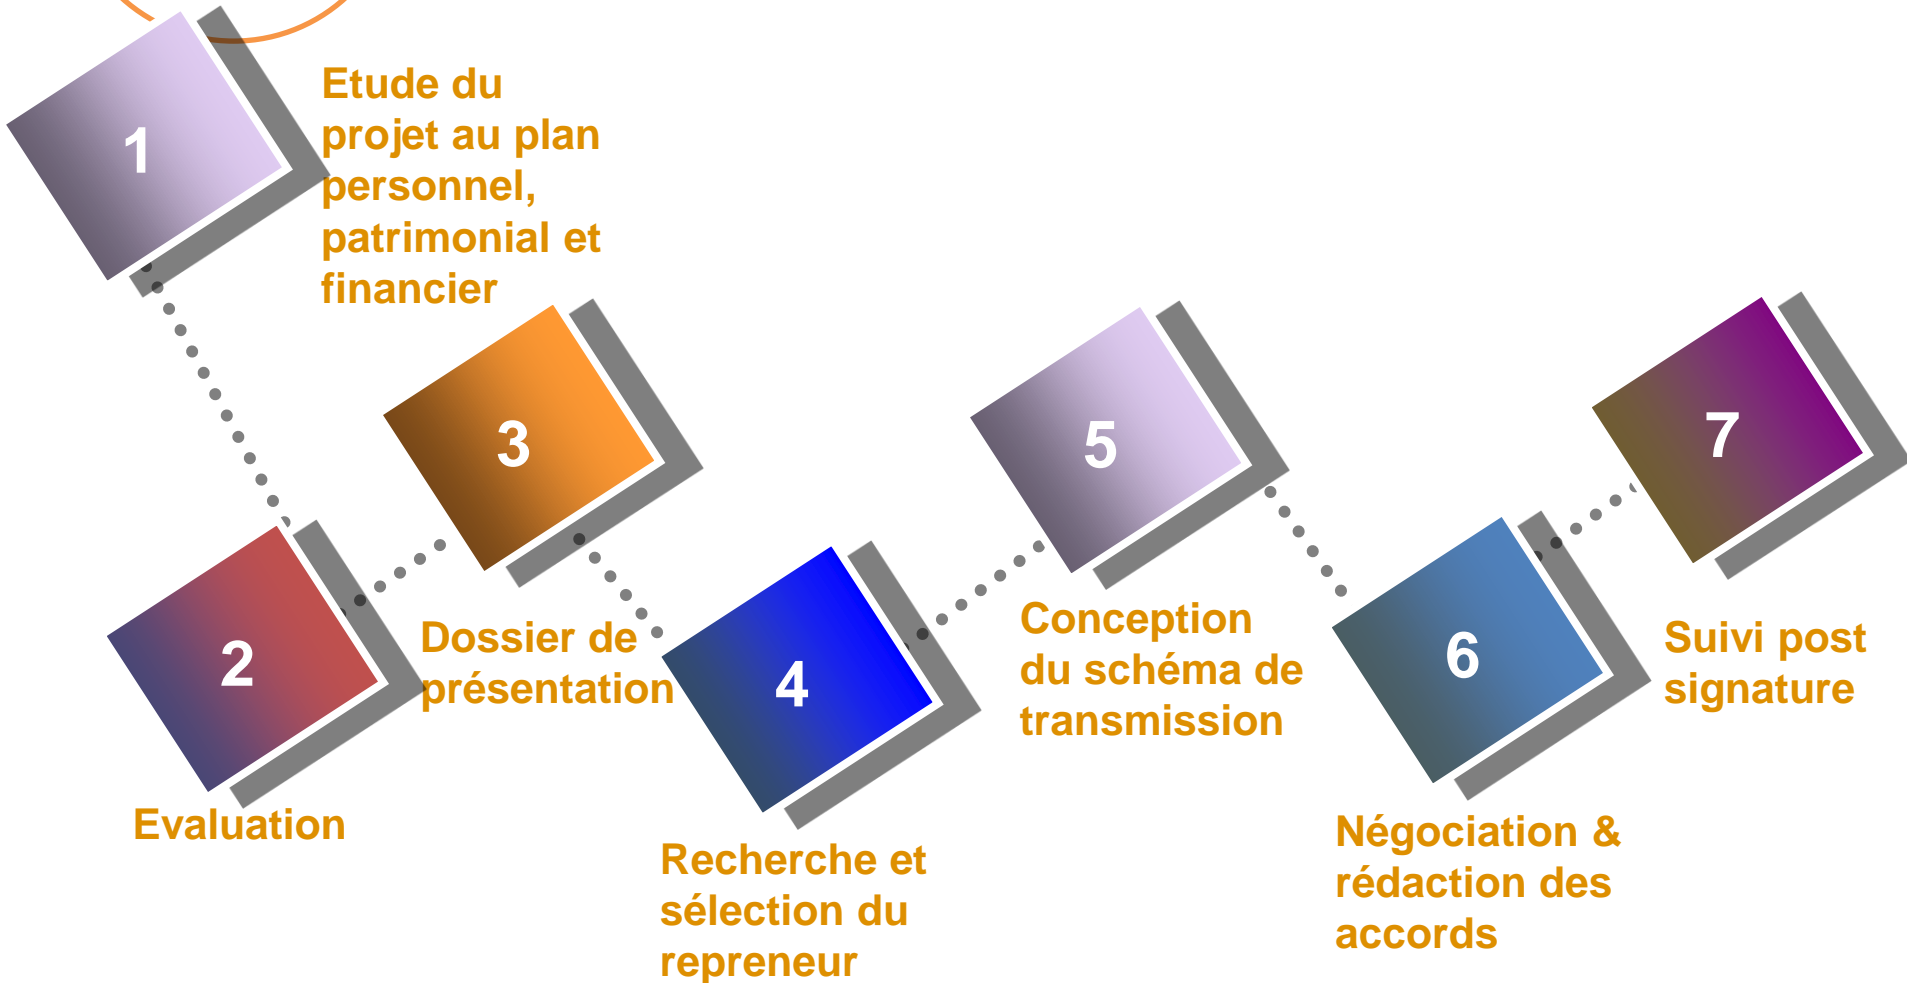 1
Etude du
projet au plan
personnel,
patrimonial et
financier
2
Evaluation
3
Dossier de
présentation
4
Recherche et
sélection du
repreneur
5
Conception
du schéma de
transmission
6
Négociation &
rédaction des
accords
7
Suivi post
signature